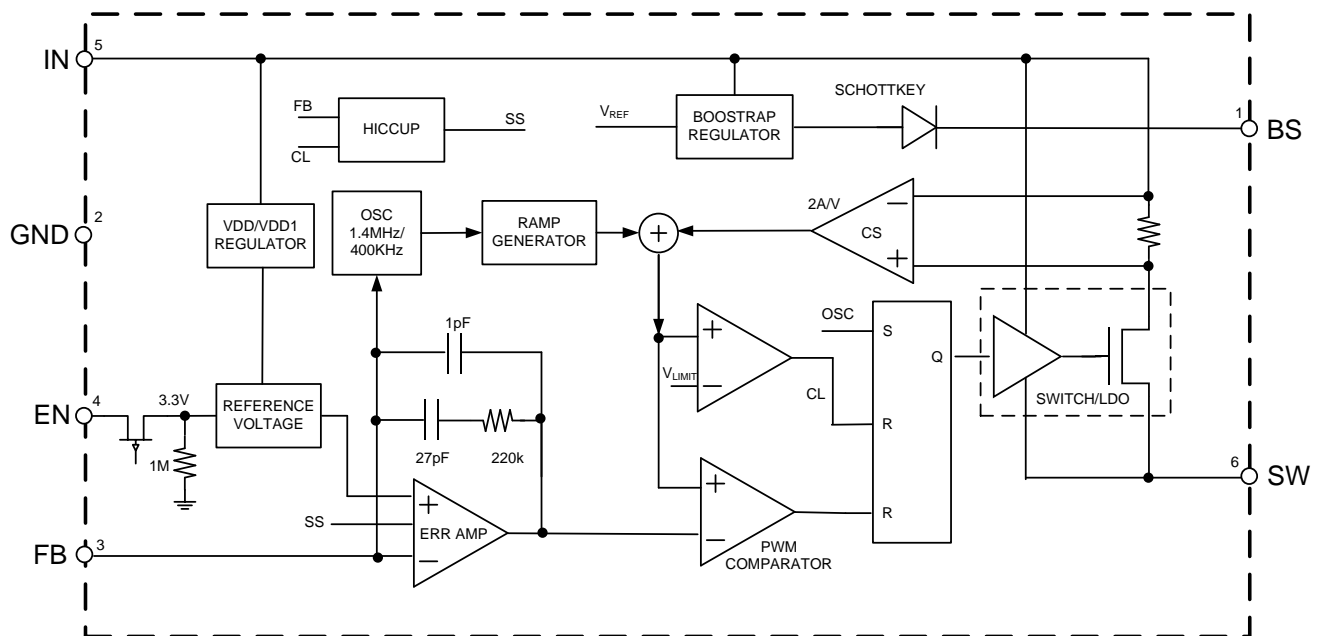 IN
5
SCHOTTKEY
FB
HICCUP
SS
CL
VREF
BOOSTRAP
REGULATOR
1
BS
GND
2
VDD/VDD1
REGULATOR
OSC
1.4MHz/
400KHz
RAMP
GENERATOR
+
2A/V
−
CS
+
1pF
OSC
S
+
VLIMIT
−
CL
Q
R
SWITCH/LDO
EN
4
3.3V
REFERENCE
VOLTAGE
1M
27pF
220k
6
SW
+
SS
ERR AMP
−
+
−
R
PWM
COMPARATOR
FB
3